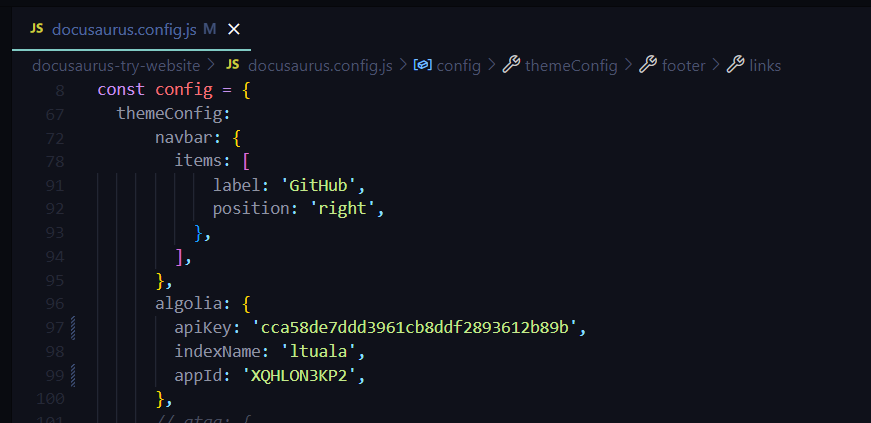 JS docusaurus.config.js M ×
docusaurus-try-website > JS docusaurus.config.js > config > themeConfig > footer > links
8 const config = {
67 themeConfig:
72 navbar: {
78 items: [
91 label: 'GitHub',
92 position: 'right',
93 },
94 ],
95 },
96 algolia: {
97 apiKey: 'cca58de7ddd3961cb8ddf2893612b89b',
98 indexName: 'ltuala',
99 appId: 'XQHLON3KP2',
100 },
101 // gtag: {